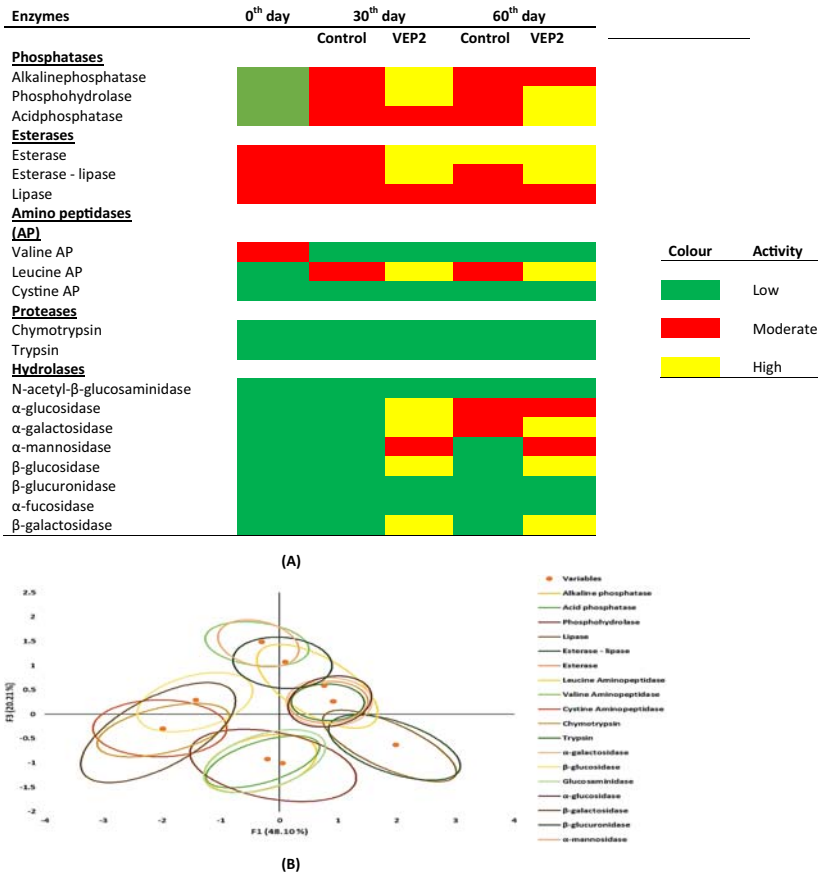 Enzymes 0th day 30th day 60th day
Control VEP2 Control VEP2
Phosphatases
Alkalinephosphatase
Phosphohydrolase
Acidphosphatase
Esterases
Esterase
Esterase - lipase
Lipase
Amino peptidases
(AP)
Valine AP
Leucine AP
Cystine AP
Proteases
Chymotrypsin
Trypsin
Hydrolases
N-acetyl-β-glucosaminidase
α-glucosidase
α-galactosidase
α-mannosidase
β-glucosidase
β-glucuronidase
α-fucosidase
β-galactosidase
Colour Activity
Low
Moderate
High
(A)
2.5
2
1.5
1
0.5
0
-0.5
-1
-1.5
-2
F3 (20.21%)
-4 -3 -2 -1 0 1 2 3 4
F1 (48.10%)
Variables
Alkaline phosphatase
Acid phosphatase
Phosphohydrolase
Lipase
Esterase - lipase
Esterase
Leucine Aminopeptidase
Valine Aminopeptidase
Cystine Aminopeptidase
Chymotrypsin
Trypsin
α-galactosidase
β-glucosidase
Glucosaminidase
α-glucosidase
β-galactosidase
β-glucuronidase
α-mannosidase
(B)